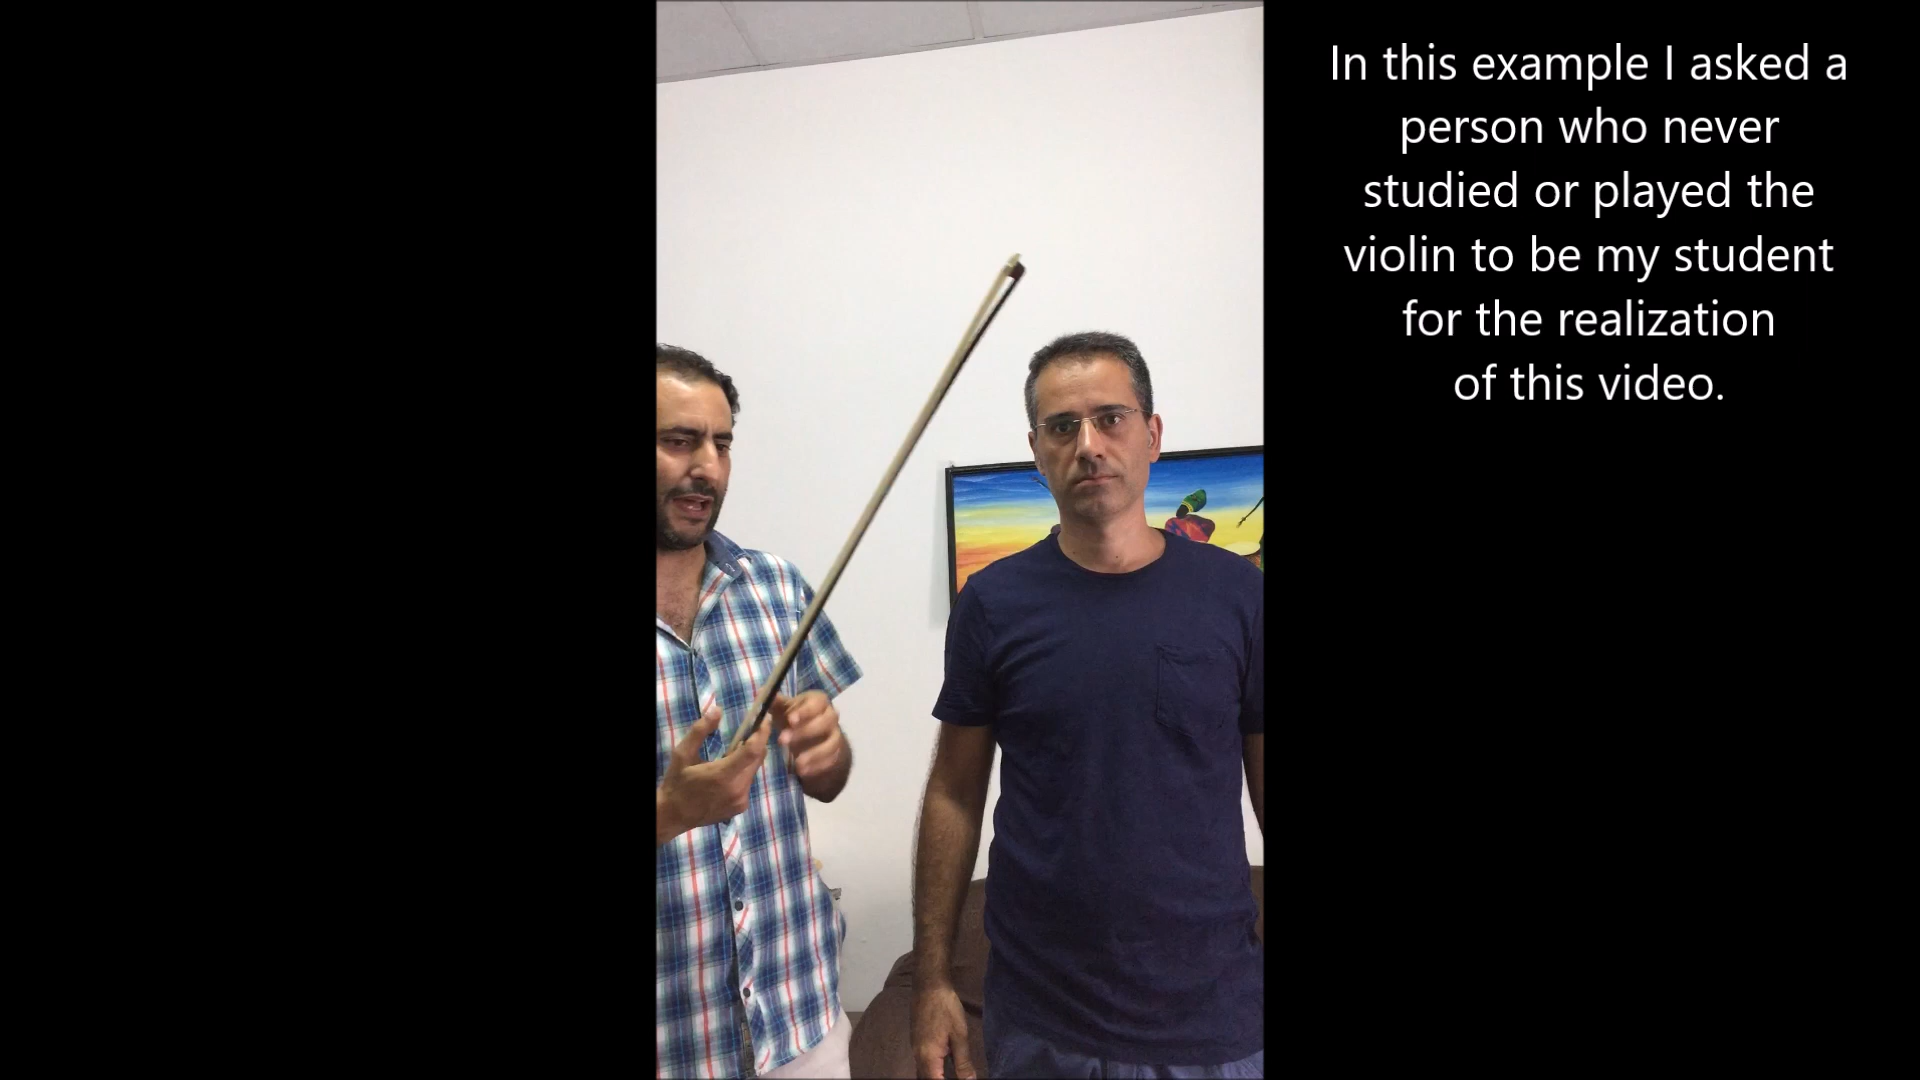 In this example I asked a
person who never
studied or played the
violin to be my student
for the realization
of this video.